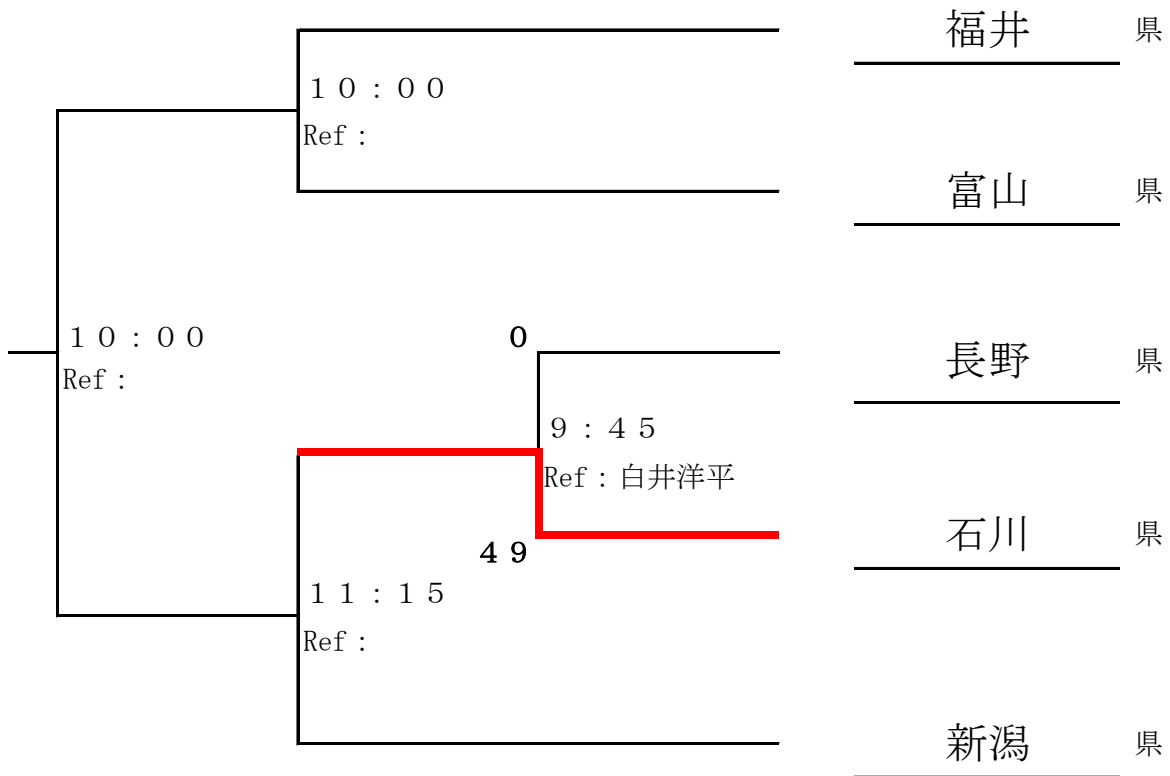 福井 県
１０：００
Ref：
富山 県
１０：００
Ref：
０
長野 県
９：４５
Ref：白井洋平
石川 県
４９
１１：１５
Ref：
新潟 県